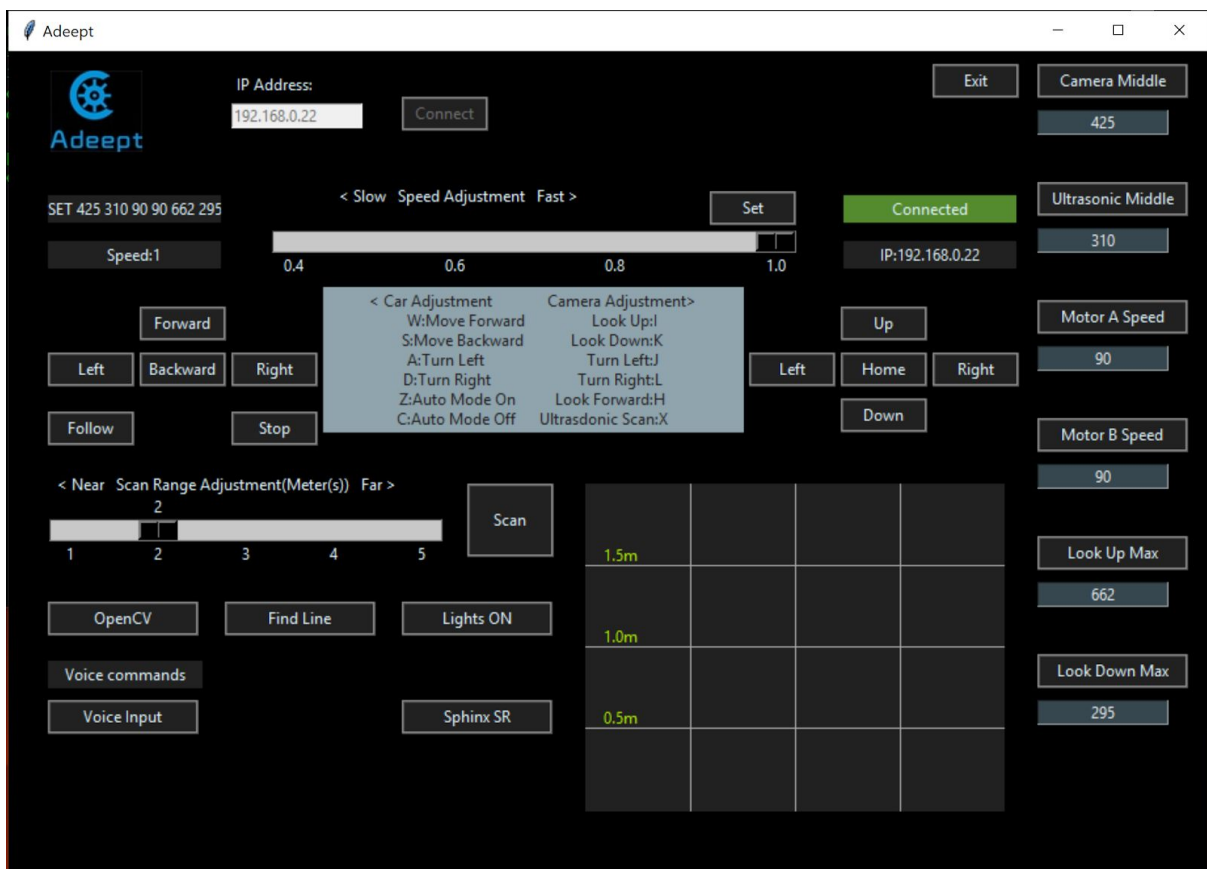 Adeept
Adeept
IP Address:
192.168.0.22
Connect
Exit
Camera Middle
425
SET 425 310 90 90 662 295
< Slow Speed Adjustment Fast >
Set
Connected
Ultrasonic Middle
310
Speed:1
0.4 0.6 0.8 1.0
IP:192.168.0.22
Forward
Left Backward Right
Follow Stop
< Car Adjustment Camera Adjustment>
W:Move Forward Look Up:I
S:Move Backward Look Down:K
A:Turn Left Turn Left:J
D:Turn Right Turn Right:L
Z:Auto Mode On Look Forward:H
C:Auto Mode Off Ultrasdonic Scan:X
Up
Left Home Right
Down
Motor A Speed
90
Motor B Speed
90
< Near Scan Range Adjustment(Meter(s)) Far >
2
1 2 3 4 5
Scan
1.5m
1.0m
0.5m
Look Up Max
662
OpenCV Find Line Lights ON
Voice commands
Voice Input Sphinx SR
Look Down Max
295